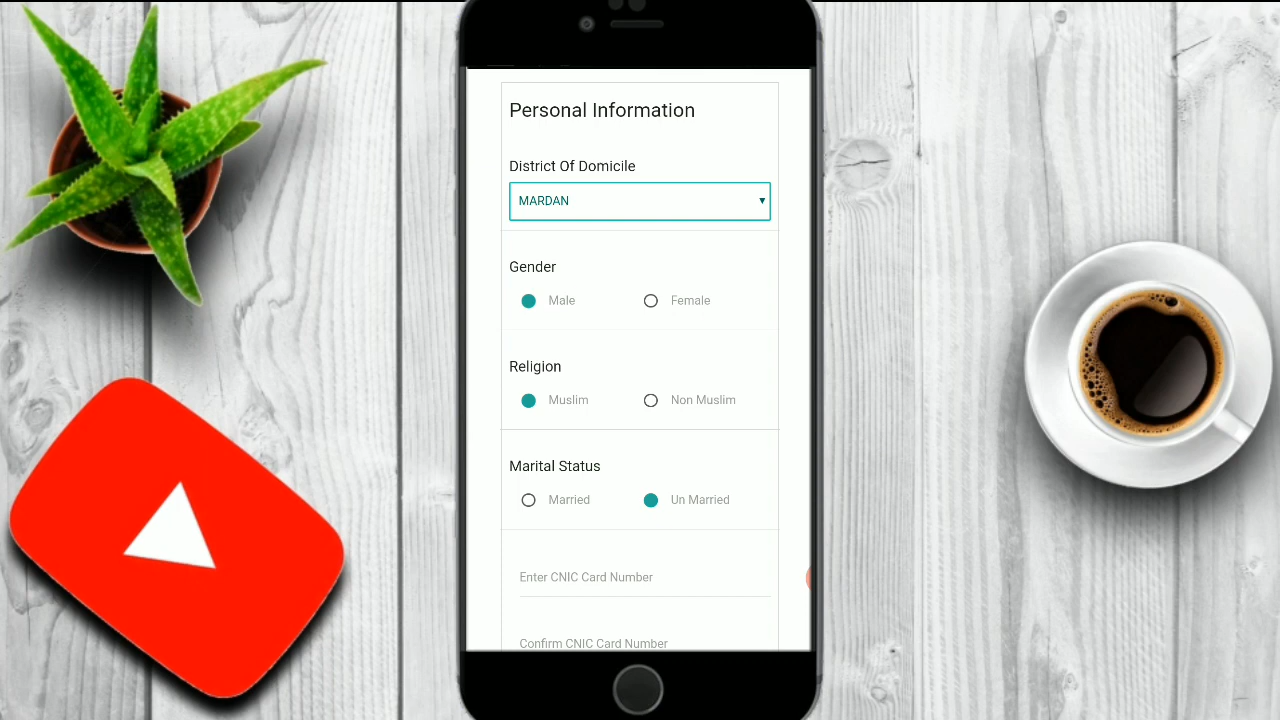 Personal Information
District Of Domicile
MARDAN
Gender
Male Female
Religion
Muslim Non Muslim
Marital Status
Married Un Married
Enter CNIC Card Number
Confirm CNIC Card Number